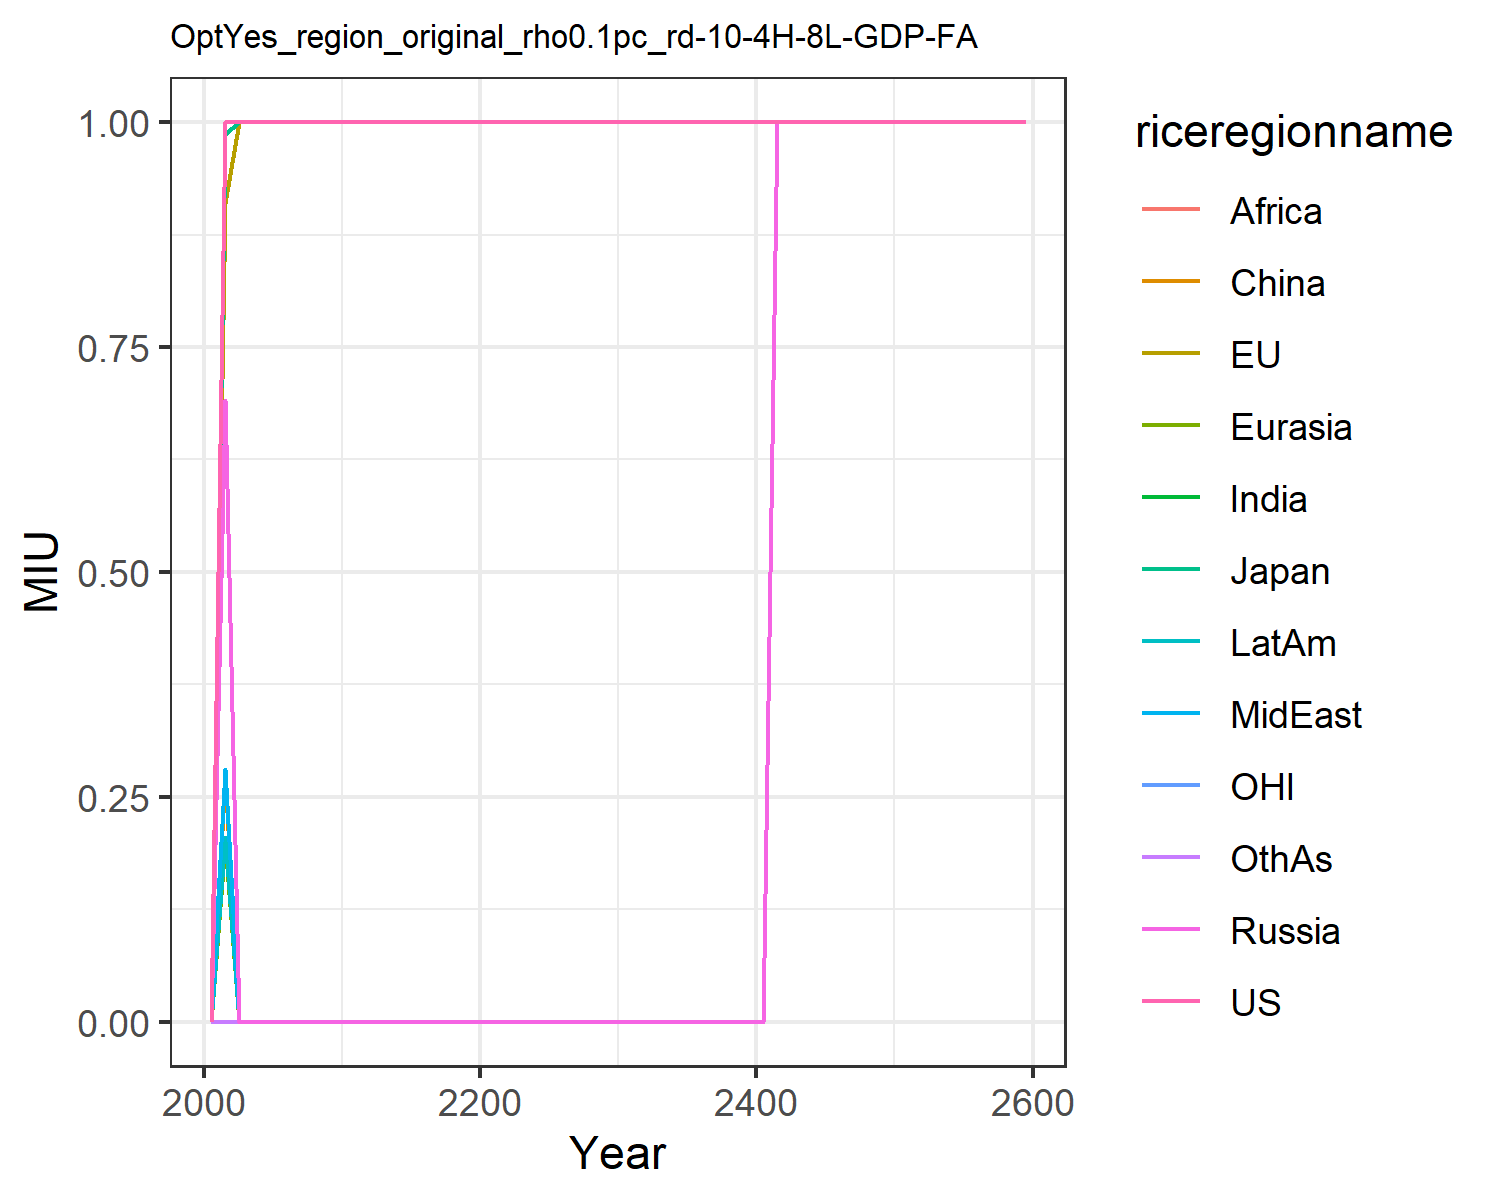 OptYes_region_original_rho0.1pc_rd-10-4H-8L-GDP-FA
1.00
0.75
0.50
0.25
0.00
MIU
2000 2200 2400 2600
Year
riceregionname
Africa
China
EU
Eurasia
India
Japan
LatAm
MidEast
OHI
OthAs
Russia
US